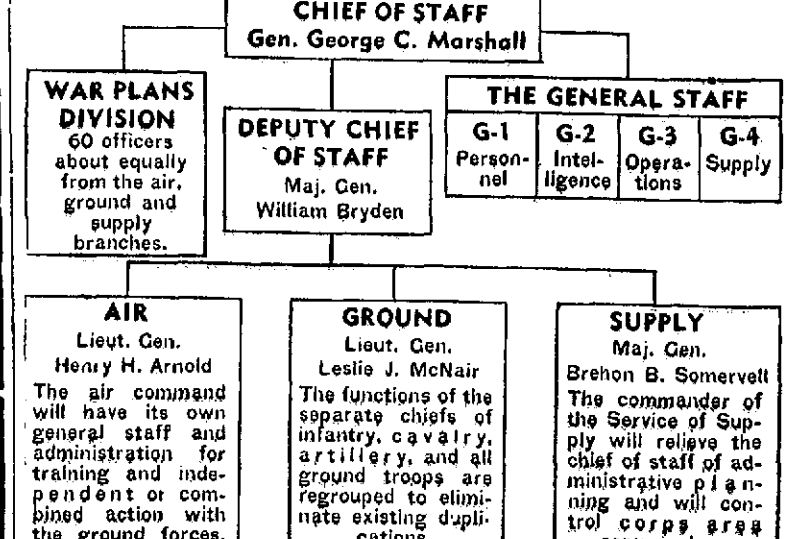 CHIEF OF STAFF
Gen. George C. Marshall
WAR PLANS
DIVISION
60 officers
about equally
from the air,
ground and
supply
branches.
DEPUTY CHIEF
OF STAFF
Maj. Gen.
William Bryden
THE GENERAL STAFF
G-1
Person-
nel
G-2
Intel-
ligence
G-3
Opera-
tions
G-4
Supply
AIR
Lieut. Gen.
Henry H. Arnold
The air command
will have its own
general staff and
administration for
training and inde-
pendent or com-
bined action with
the ground forces.
GROUND
Lieut. Gen.
Leslie J. McNair
The functions of the
separate chiefs of
infantry, cavalry,
artillery, and all
ground troops are
regrouped to elimi-
nate existing dupli-
cations.
SUPPLY
Maj. Gen.
Brehon B. Somervell
The commander of
the Service of Sup-
ply will relieve the
chief of staff of ad-
ministrative plan-
ning and will con-
trol corps area